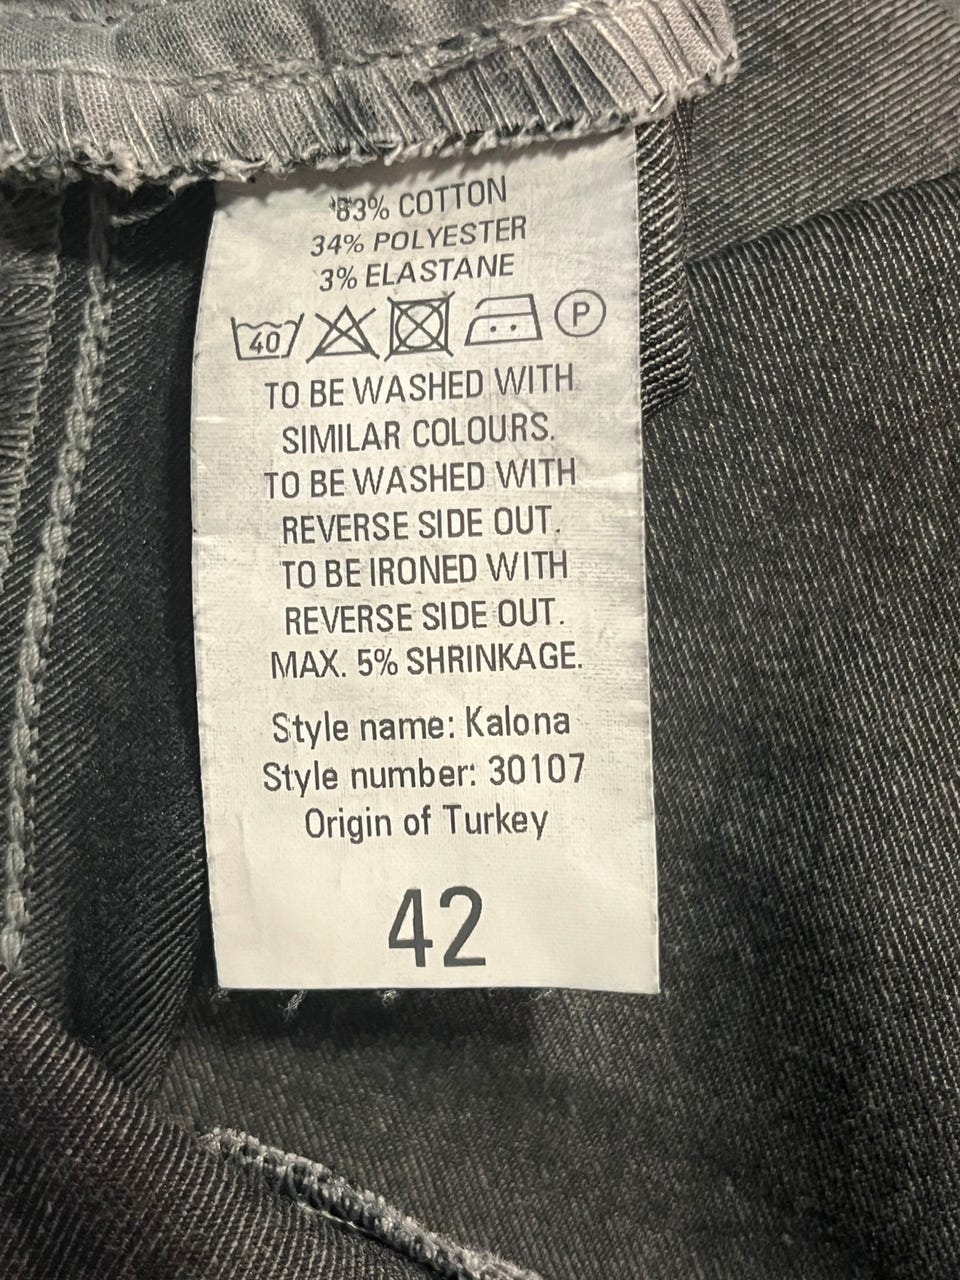 63% COTTON
34% POLYESTER
3% ELASTANE
40 P
TO BE WASHED WITH
SIMILAR COLOURS.
TO BE WASHED WITH
REVERSE SIDE OUT.
TO BE IRONED WITH
REVERSE SIDE OUT.
MAX. 5% SHRINKAGE.
Style name: Kalona
Style number: 30107
Origin of Turkey
42